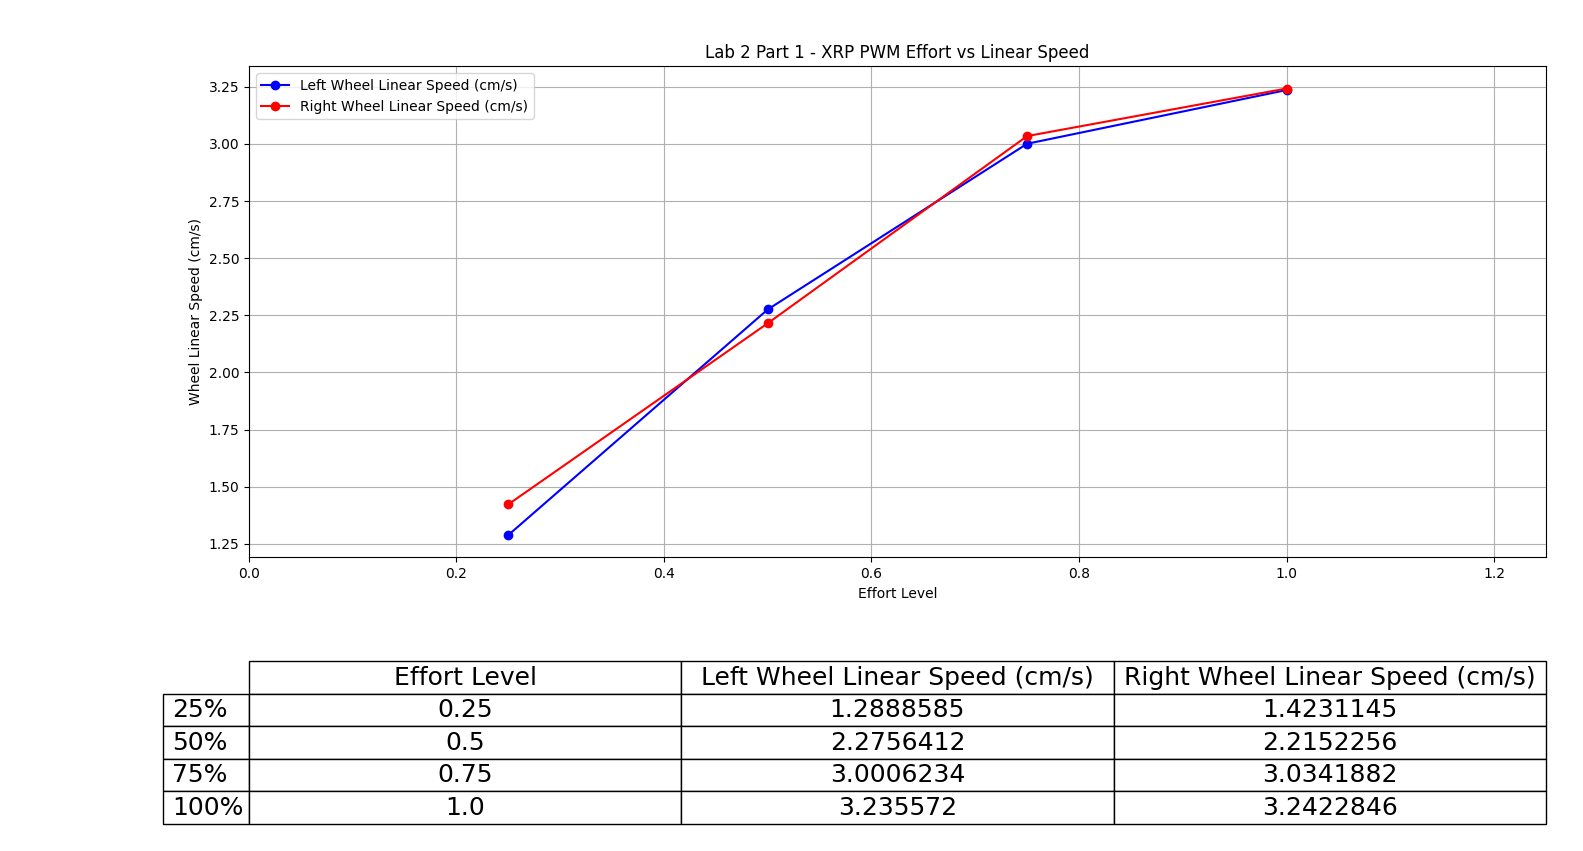 Lab 2 Part 1 - XRP PWM Effort vs Linear Speed
Left Wheel Linear Speed (cm/s)
Right Wheel Linear Speed (cm/s)
Wheel Linear Speed (cm/s)
3.25
3.00
2.75
2.50
2.25
2.00
1.75
1.50
1.25
0.0 0.2 0.4 0.6 0.8 1.0 1.2
Effort Level
Effort Level Left Wheel Linear Speed (cm/s) Right Wheel Linear Speed (cm/s)
25% 0.25 1.2888585 1.4231145
50% 0.5 2.2756412 2.2152256
75% 0.75 3.0006234 3.0341882
100% 1.0 3.235572 3.2422846